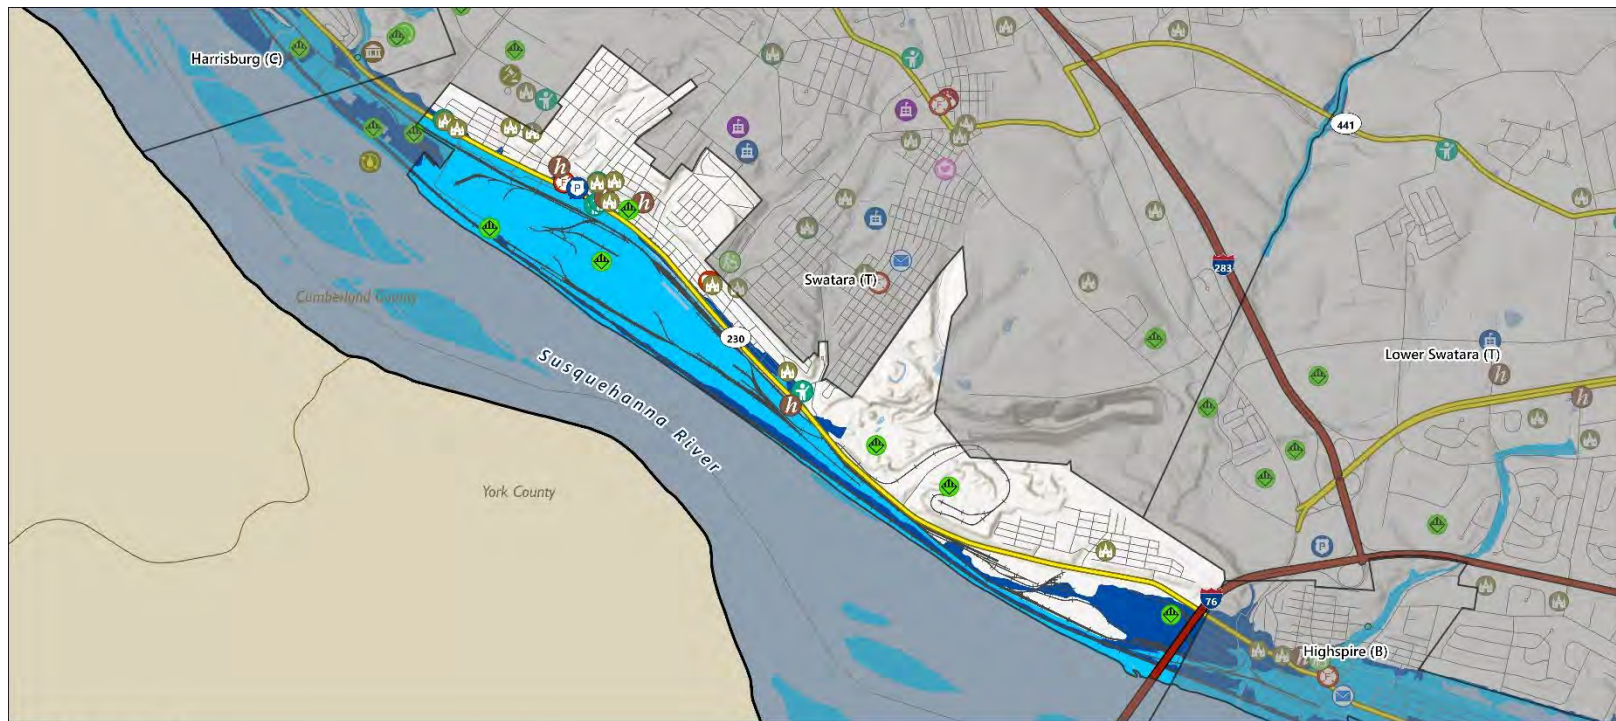 Harrisburg (C)
441
h
F
P
h
Swatara (T)
283
Cumberland County
230
Lower Swatara (T)
h
Susquehanna River
h
h
York County
P
76
h
Highspire (B)
F